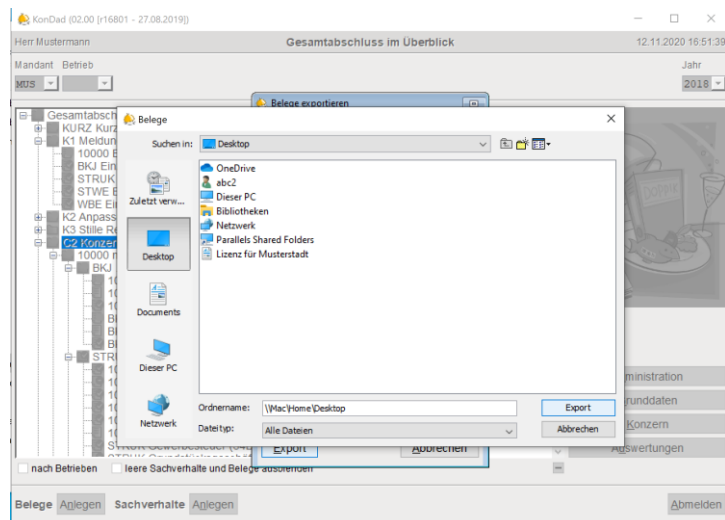 KonDad (02.00 [r16801 - 27.08.2019])
Herr Mustermann Gesamtabschluss im Überblick 12.11.2020 16:51:39
Mandant Betrieb Jahr
MUS 2018
Belege exportieren
Gesamtabsch
KURZ Kurz
K1 Meldun
10000
BKJ Ein
STRUK
STWE
WBE Ei
K2 Anpass
K3 Stille Re
C2 Konzer
10000
BKJ
STRU
Belege
Suchen in: Desktop
Zuletzt verw...
Desktop
Documents
Dieser PC
Netzwerk
OneDrive
abc2
Dieser PC
Bibliotheken
Netzwerk
Parallels Shared Folders
Lizenz für Musterstadt
Ordnername: \\Mac\Home\Desktop Export
Dateityp: Alle Dateien Abbrechen
ministration
runddaten
Konzern
Auswertungen
Export Abbrechen
nach Betrieben leere Sachverhalte und Belege ausblenden
Belege Anlegen Sachverhalte Anlegen Abmelden